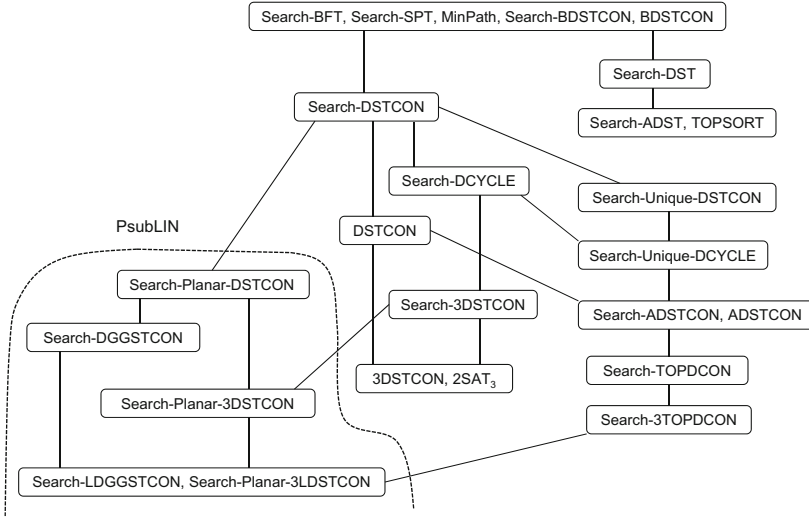 Search-BFT, Search-SPT, MinPath, Search-BDSTCON, BDSTCON
Search-DST
Search-DSTCON
Search-ADST, TOPSORT
Search-DCYCLE
Search-Unique-DSTCON
PsubLIN
DSTCON
Search-Unique-DCYCLE
Search-Planar-DSTCON
Search-3DSTCON
Search-ADSTCON, ADSTCON
Search-DGGSTCON
3DSTCON, 2SAT₃
Search-TOPDCON
Search-Planar-3DSTCON
Search-3TOPDCON
Search-LDGGSTCON, Search-Planar-3LDSTCON